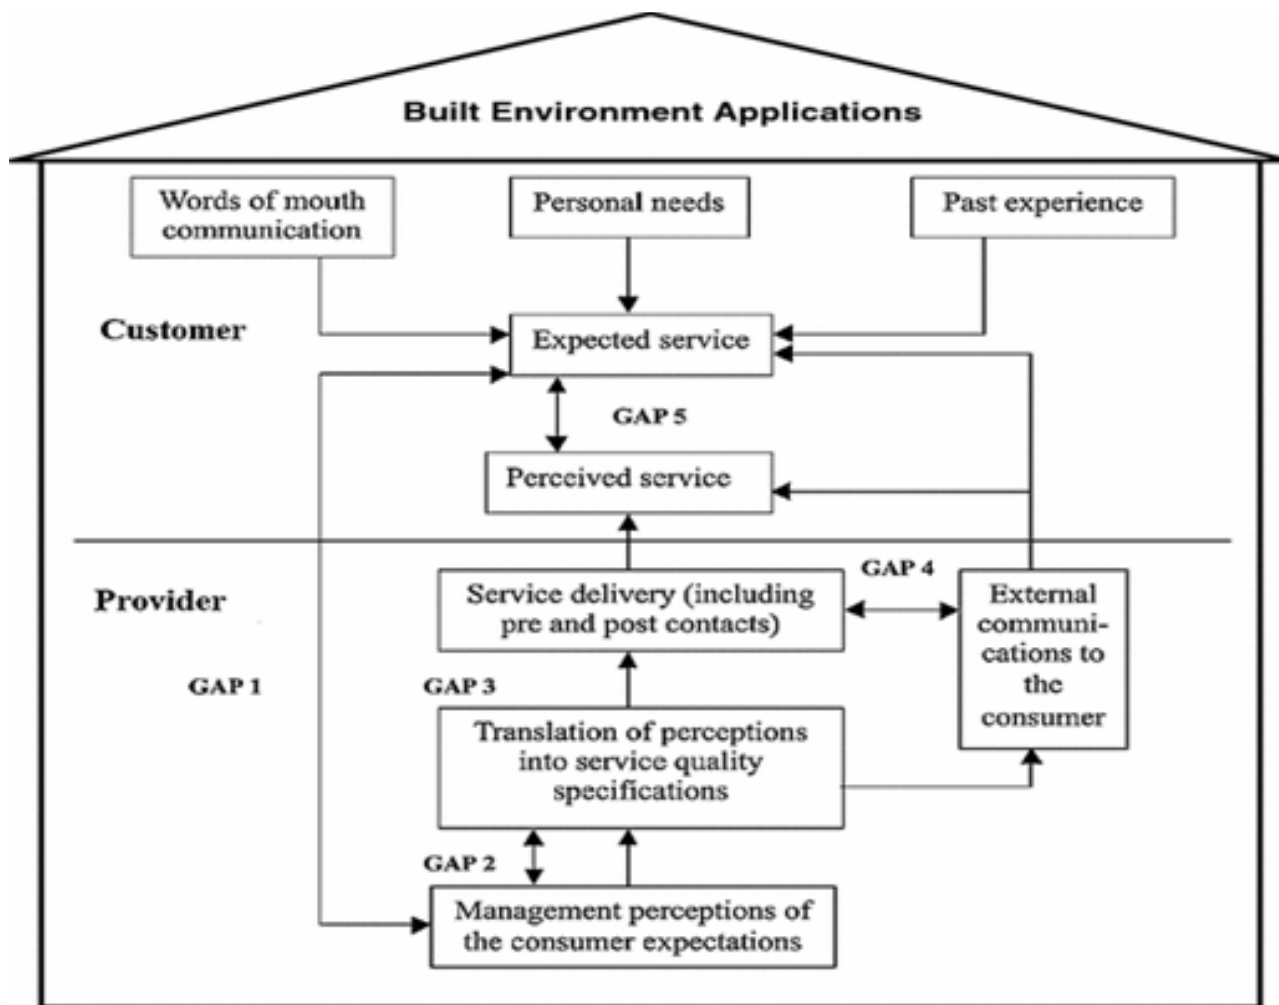 Built Environment Applications
Words of mouth
communication
Personal needs
Past experience
Customer
Expected service
GAP 5
Perceived service
Provider
Service delivery (including
pre and post contacts)
GAP 4
External
communi-
cations to
the
consumer
GAP 1
GAP 3
Translation of perceptions
into service quality
specifications
GAP 2
Management perceptions of
the consumer expectations